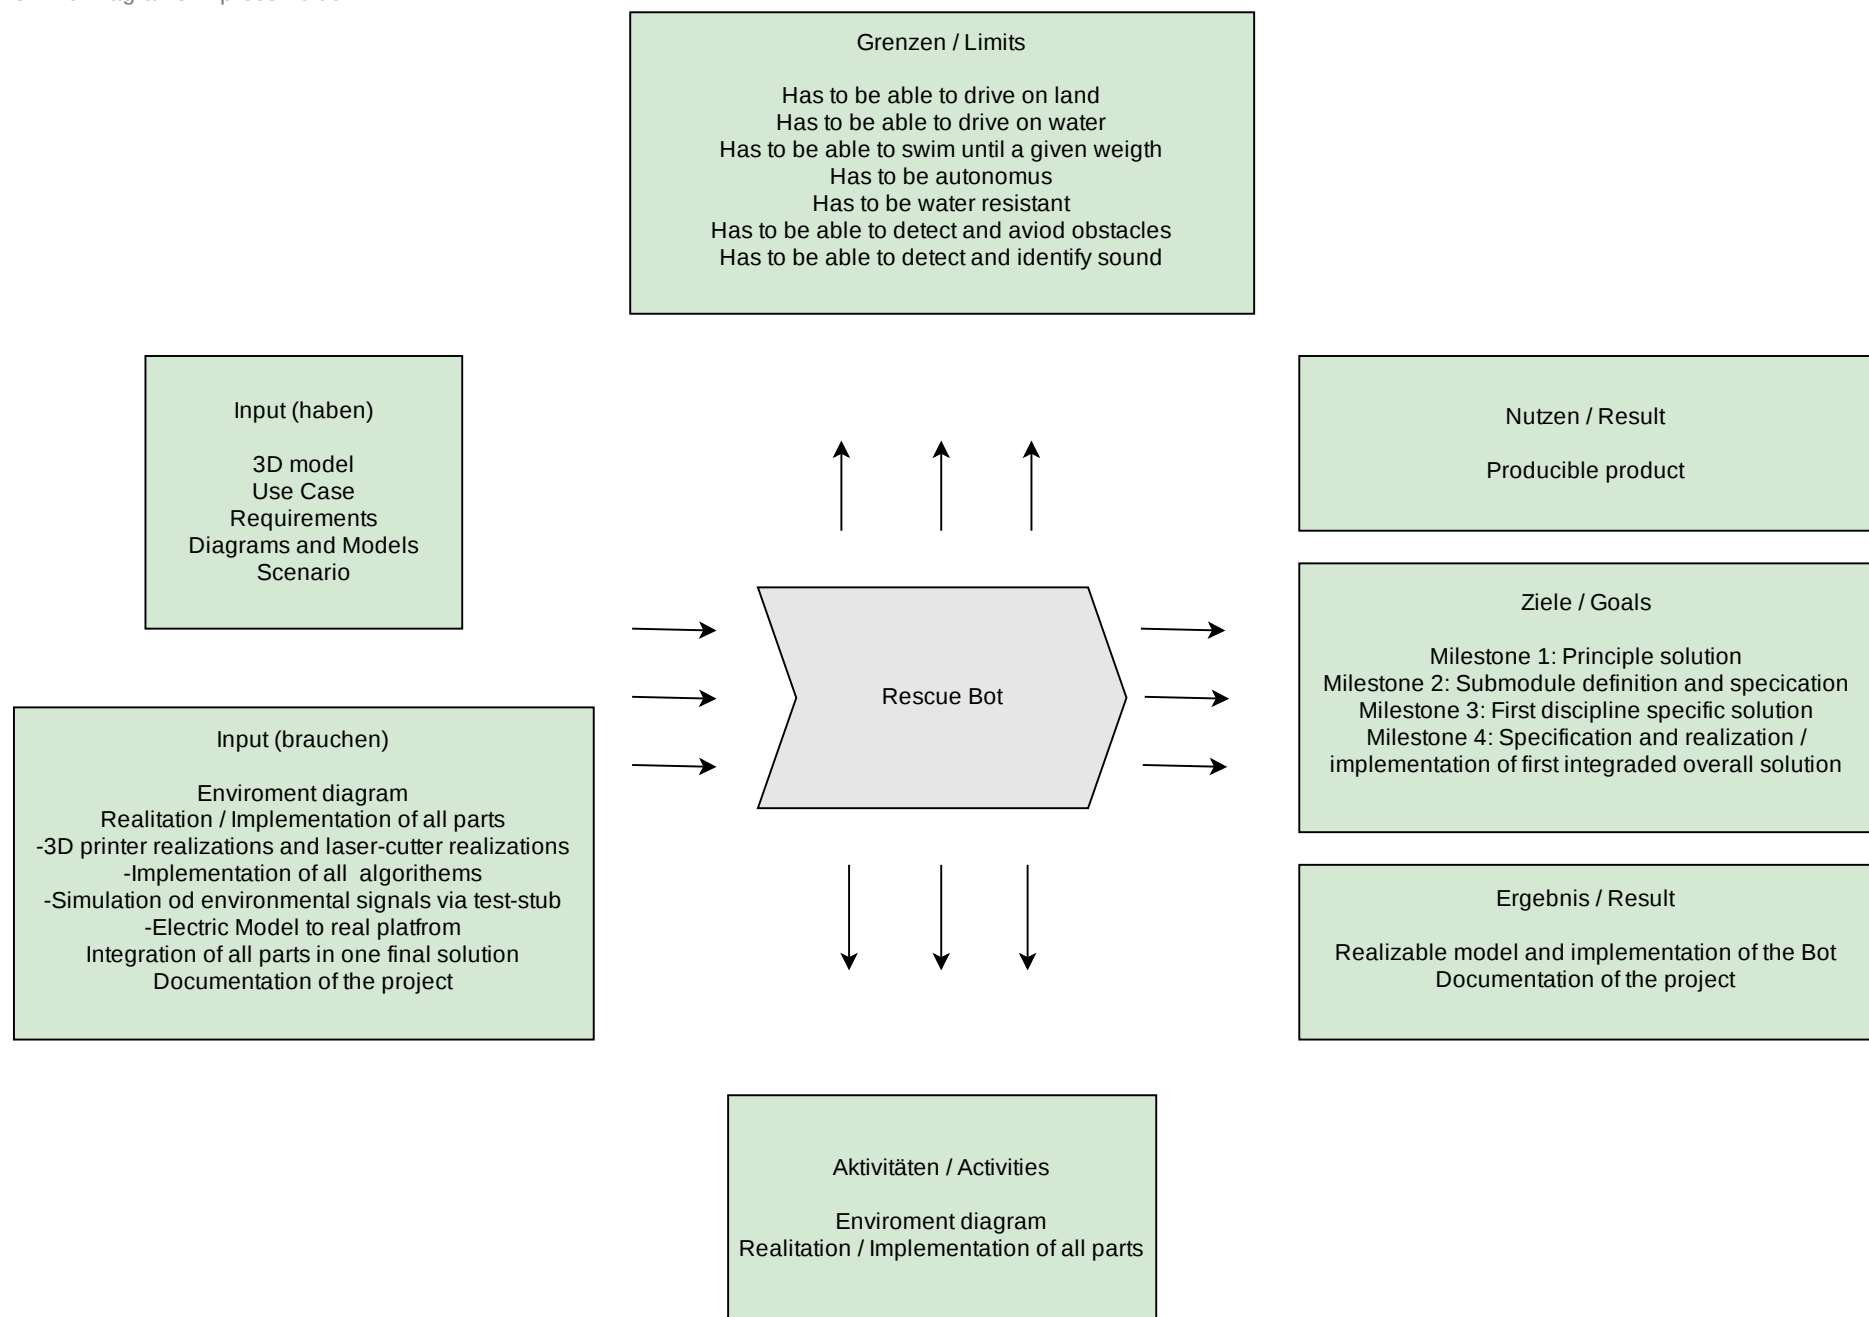 Grenzen / Limits
Has to be able to drive on land
Has to be able to drive on water
Has to be able to swim until a given weigth
Has to be autonomus
Has to be water resistant
Has to be able to detect and aviod obstacles
Has to be able to detect and identify sound
Input (haben)
3D model
Use Case
Requirements
Diagrams and Models
Scenario
Input (brauchen)
Enviroment diagram
Realitation / Implementation of all parts
-3D printer realizations and laser-cutter realizations
-Implementation of all  algorithems
-Simulation od environmental signals via test-stub
-Electric Model to real platfrom
Integration of all parts in one final solution
Documentation of the project
Rescue Bot
Nutzen / Result
Producible product
Ziele / Goals
Milestone 1: Principle solution
Milestone 2: Submodule definition and specication
Milestone 3: First discipline specific solution
Milestone 4: Specification and realization /
implementation of first integraded overall solution
Ergebnis / Result
Realizable model and implementation of the Bot
Documentation of the project
Aktivitäten / Activities
Enviroment diagram
Realitation / Implementation of all parts